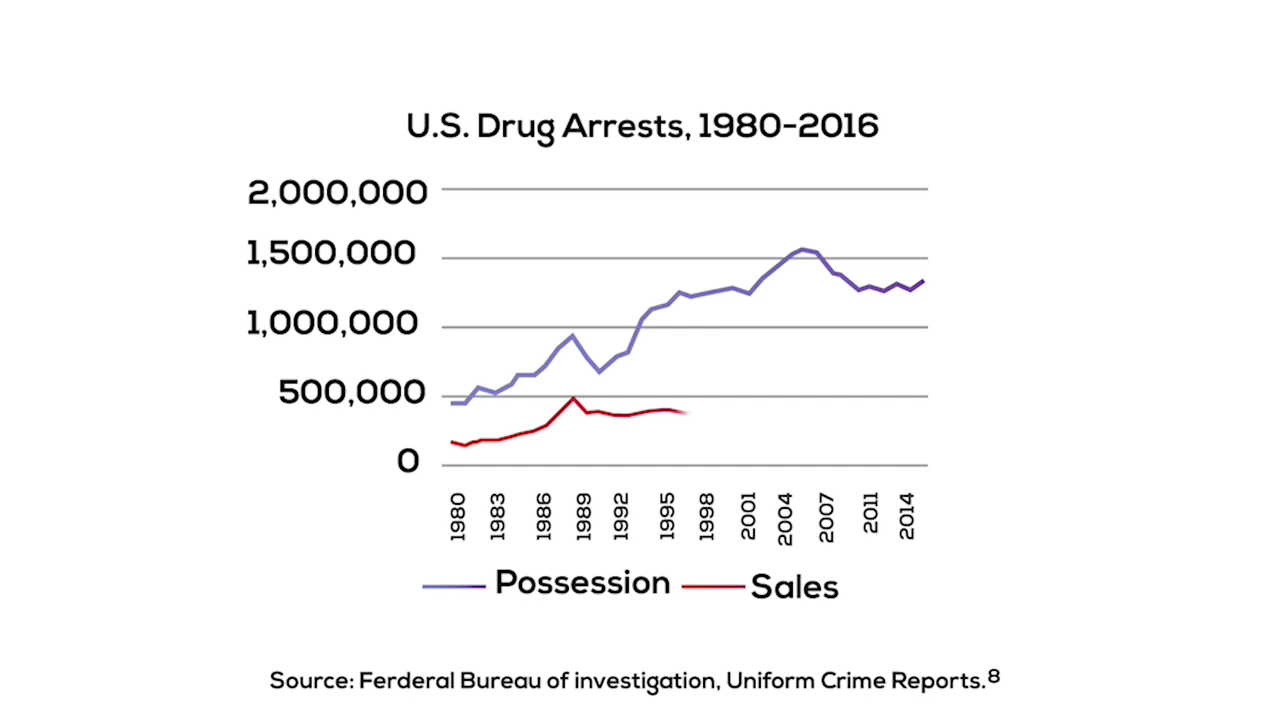 U.S. Drug Arrests, 1980-2016
2,000,000
1,500,000
1,000,000
500,000
0
1980 1983 1986 1989 1992 1995 1998 2001 2004 2007 2011 2014
Possession Sales
Source: Ferderal Bureau of investigation, Uniform Crime Reports.8